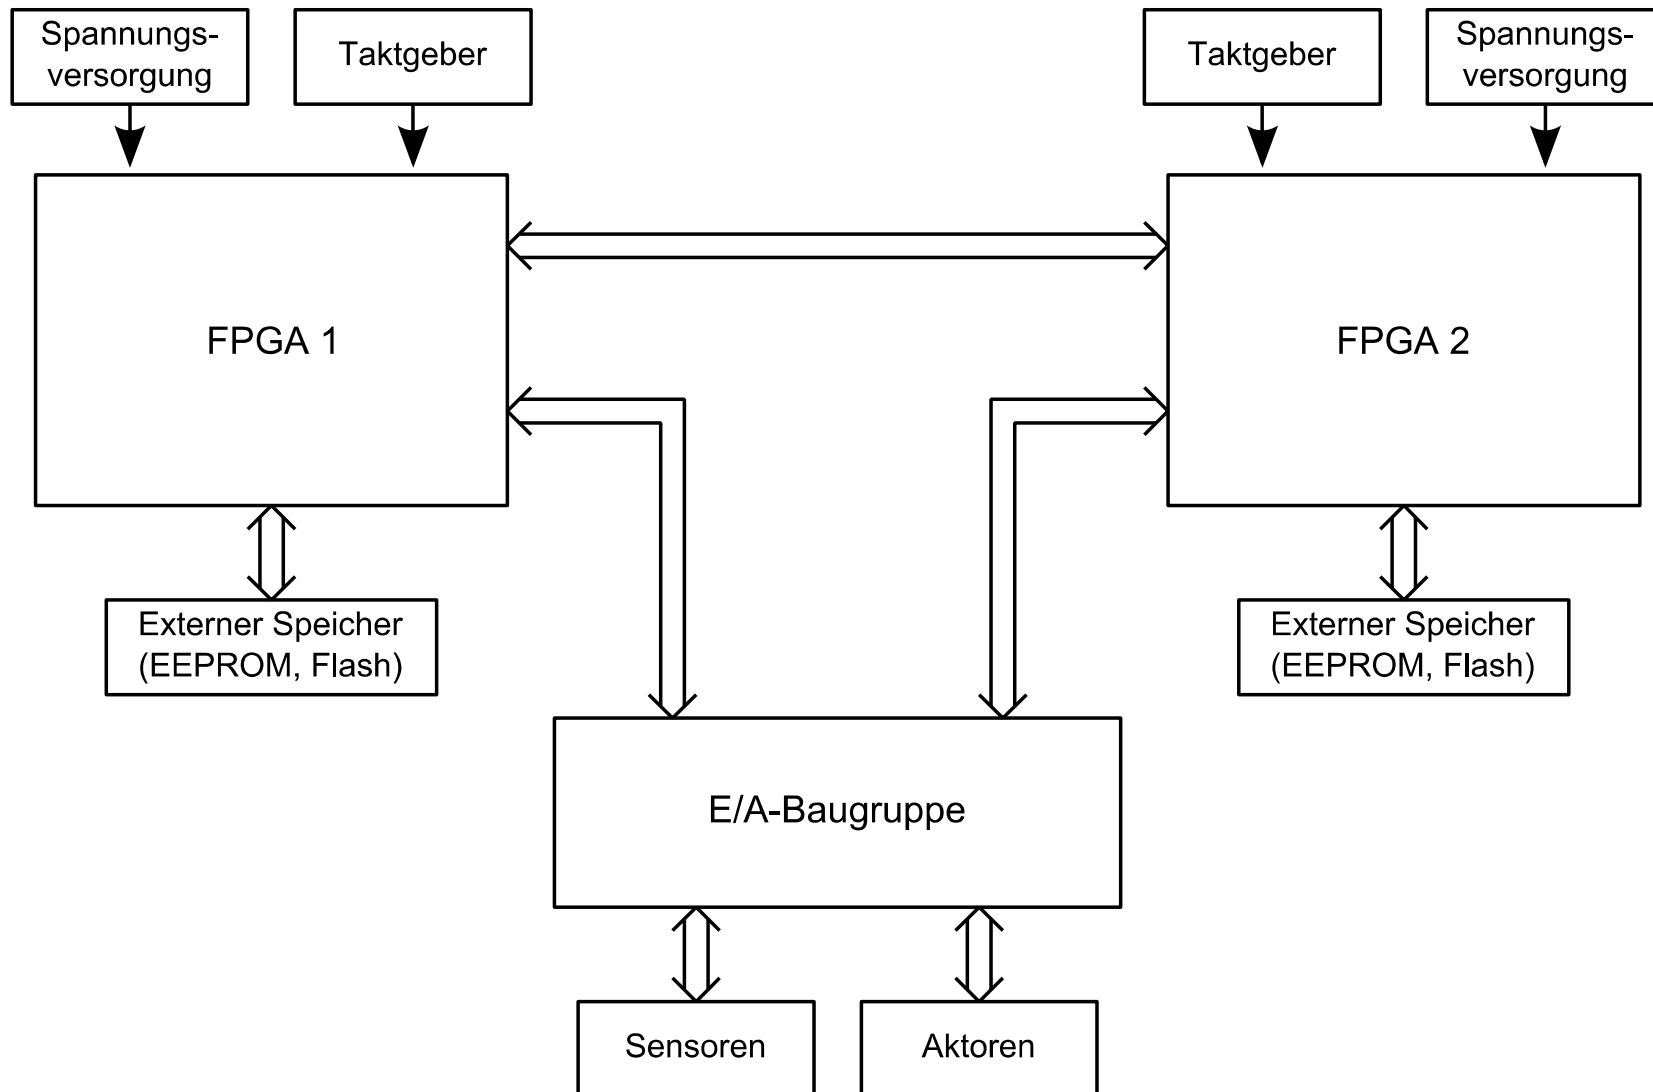 Spannungs-
versorgung
Taktgeber
Taktgeber
Spannungs-
versorgung
FPGA 1
FPGA 2
Externer Speicher
(EEPROM, Flash)
Externer Speicher
(EEPROM, Flash)
E/A-Baugruppe
Sensoren
Aktoren